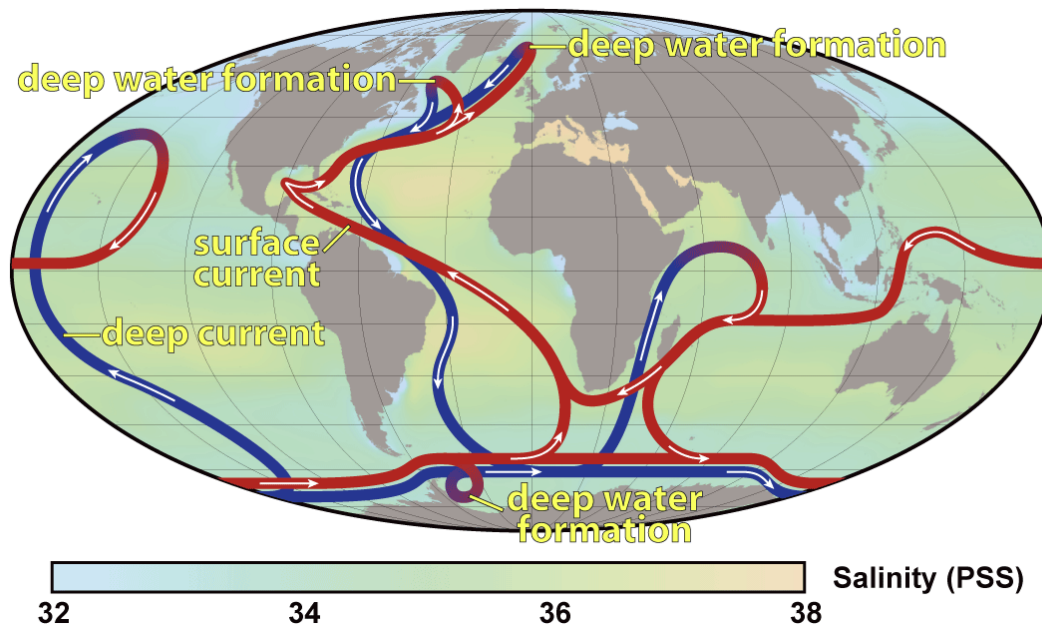 deep water formation
deep water formation
surface
current
deep current
deep water
formation
Salinity (PSS)
32 34 36 38